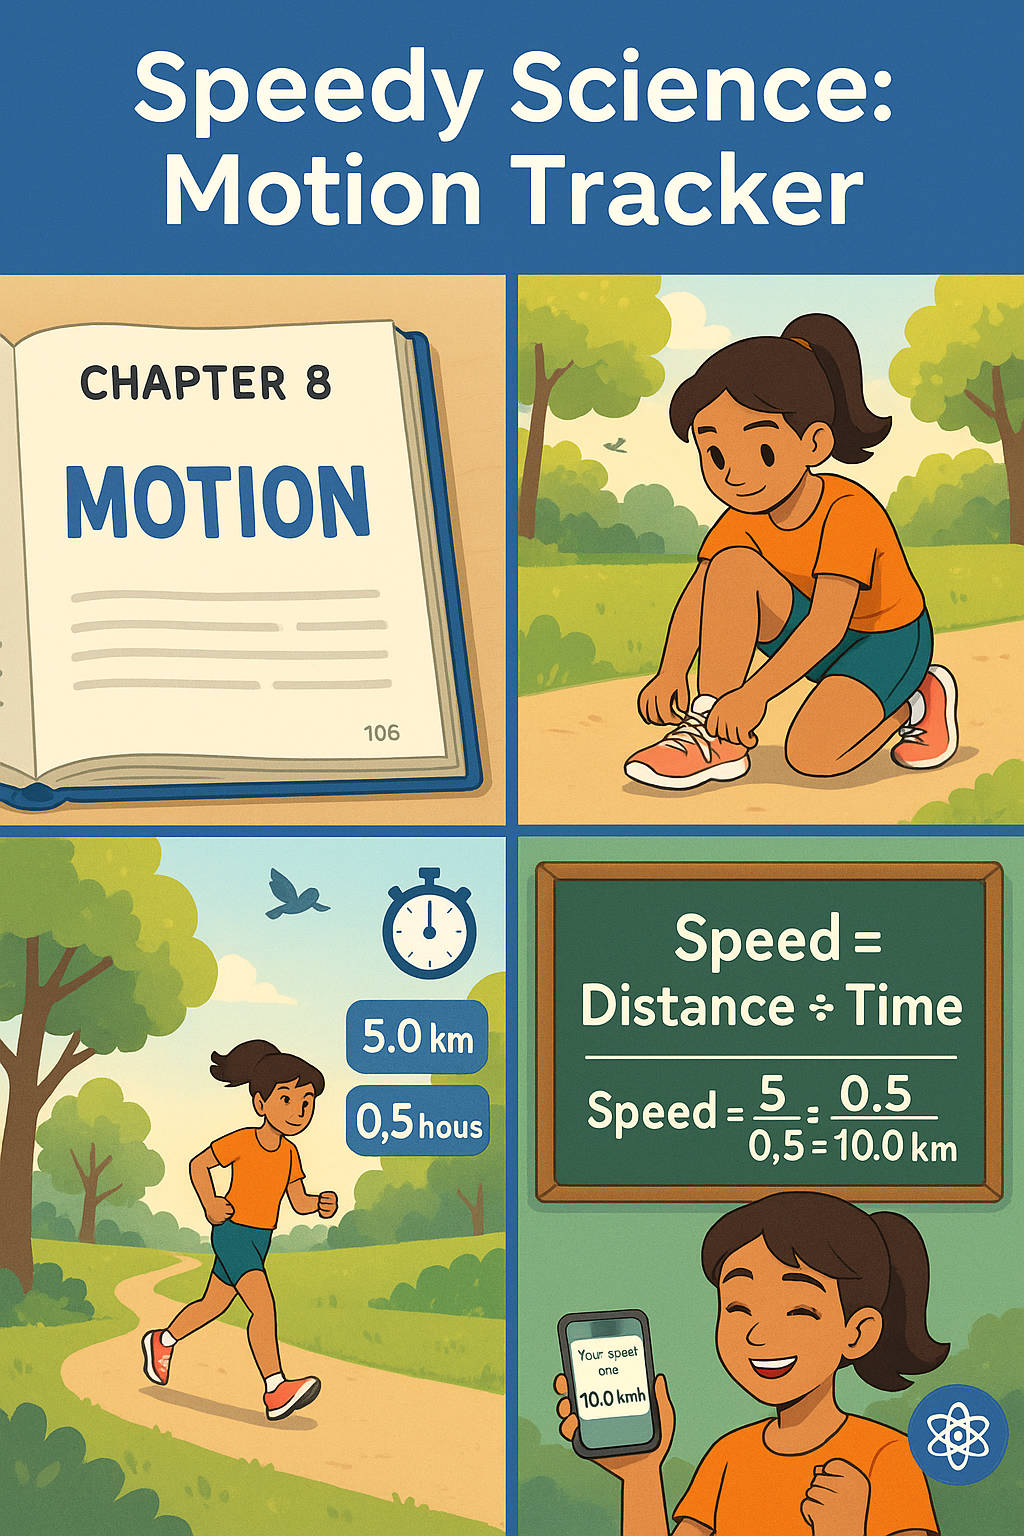 Speedy Science:
Motion Tracker
CHAPTER 8
MOTION
106
5.0 km
0,5 hous
Speed =
Distance ÷ Time
Speed = 5 : 0.5
0,5 = 10.0 km
Your speet
one
10.0 kmh